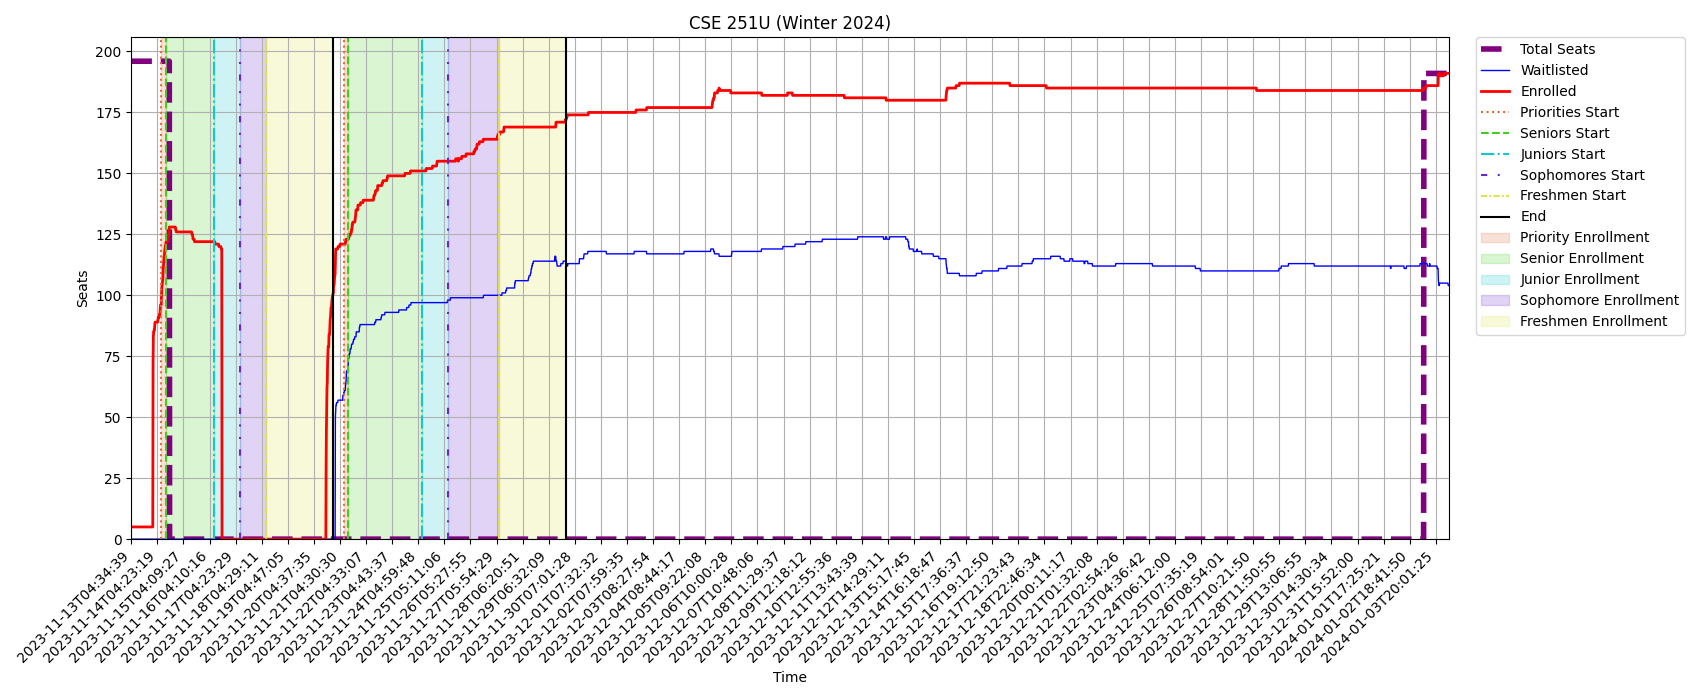 CSE 251U (Winter 2024)
Seats
200
175
150
125
100
75
50
25
0
2023-11-13T04:34:39
2023-11-14T04:23:19
2023-11-15T04:09:27
2023-11-16T04:10:16
2023-11-17T04:23:29
2023-11-18T04:29:11
2023-11-19T04:47:05
2023-11-20T04:37:35
2023-11-21T04:30:30
2023-11-22T04:33:07
2023-11-23T04:43:37
2023-11-24T04:59:48
2023-11-25T05:11:06
2023-11-26T05:27:55
2023-11-27T05:54:29
2023-11-28T06:20:51
2023-11-29T06:32:09
2023-11-30T07:01:28
2023-12-01T07:32:32
2023-12-02T07:59:35
2023-12-03T08:27:54
2023-12-04T08:44:17
2023-12-05T09:22:08
2023-12-06T10:00:28
2023-12-07T10:48:06
2023-12-08T11:29:37
2023-12-09T12:18:12
2023-12-10T12:55:36
2023-12-11T13:43:39
2023-12-12T14:29:11
2023-12-13T15:17:45
2023-12-14T16:18:47
2023-12-15T17:36:37
2023-12-16T19:12:50
2023-12-17T21:23:43
2023-12-18T22:46:34
2023-12-20T00:11:17
2023-12-21T01:32:08
2023-12-22T02:54:26
2023-12-23T04:36:42
2023-12-24T06:12:00
2023-12-25T07:35:19
2023-12-26T08:54:01
2023-12-27T10:21:50
2023-12-28T11:50:55
2023-12-29T13:06:55
2023-12-30T14:30:34
2023-12-31T15:52:00
2024-01-01T17:25:21
2024-01-02T18:41:50
2024-01-03T20:01:25
Time
Total Seats
Waitlisted
Enrolled
Priorities Start
Seniors Start
Juniors Start
Sophomores Start
Freshmen Start
End
Priority Enrollment
Senior Enrollment
Junior Enrollment
Sophomore Enrollment
Freshmen Enrollment